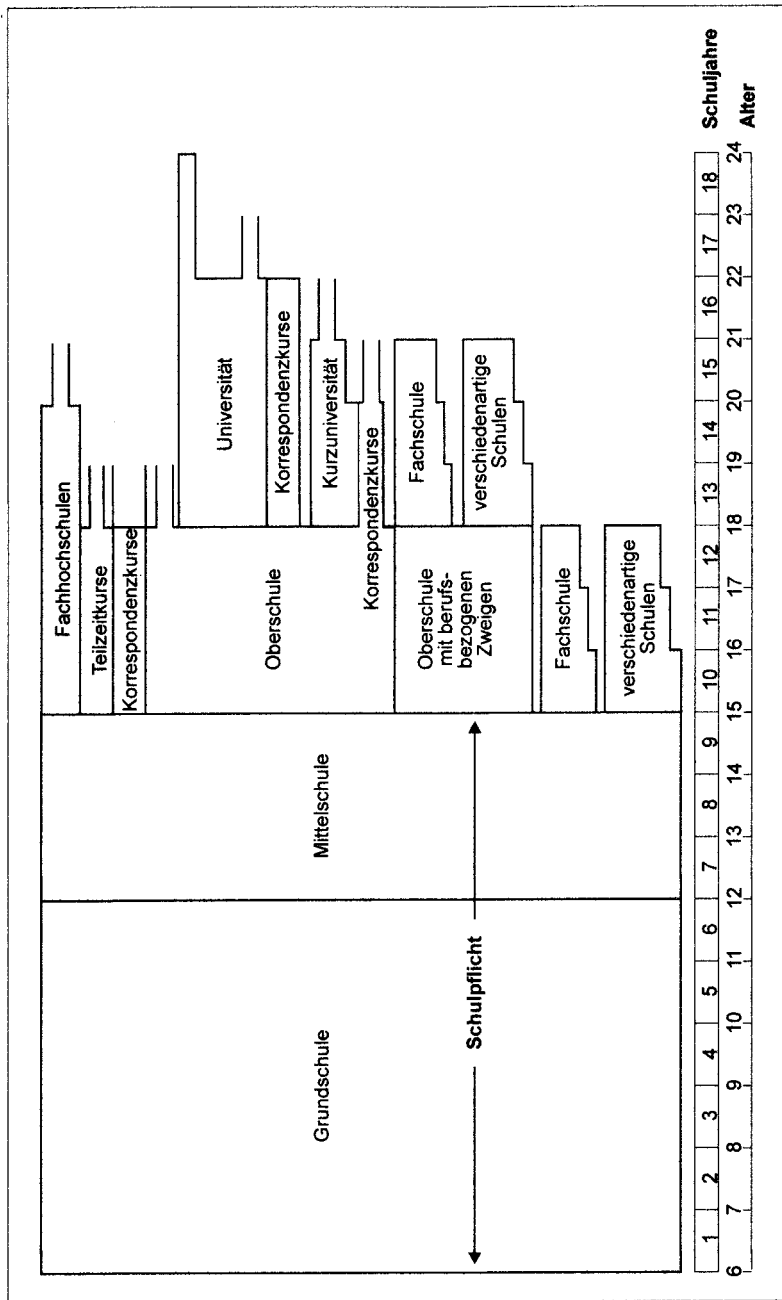 Fachhochschulen
Teilzeitkurse
Korrespondenzkurse
Universität
Korrespondenzkurse
Kurzuniversität
Korrespondenzkurse
Oberschule
Fachschule
verschiedenartige
Schulen
Oberschule
mit berufs-
bezogenen
Zweigen
Fachschule
verschiedenartige
Schulen
Mittelschule
Grundschule
Schulpflicht
1 2 3 4 5 6 7 8 9 10 11 12 13 14 15 16 17 18 Schuljahre
6 7 8 9 10 11 12 13 14 15 16 17 18 19 20 21 22 23 24 Alter